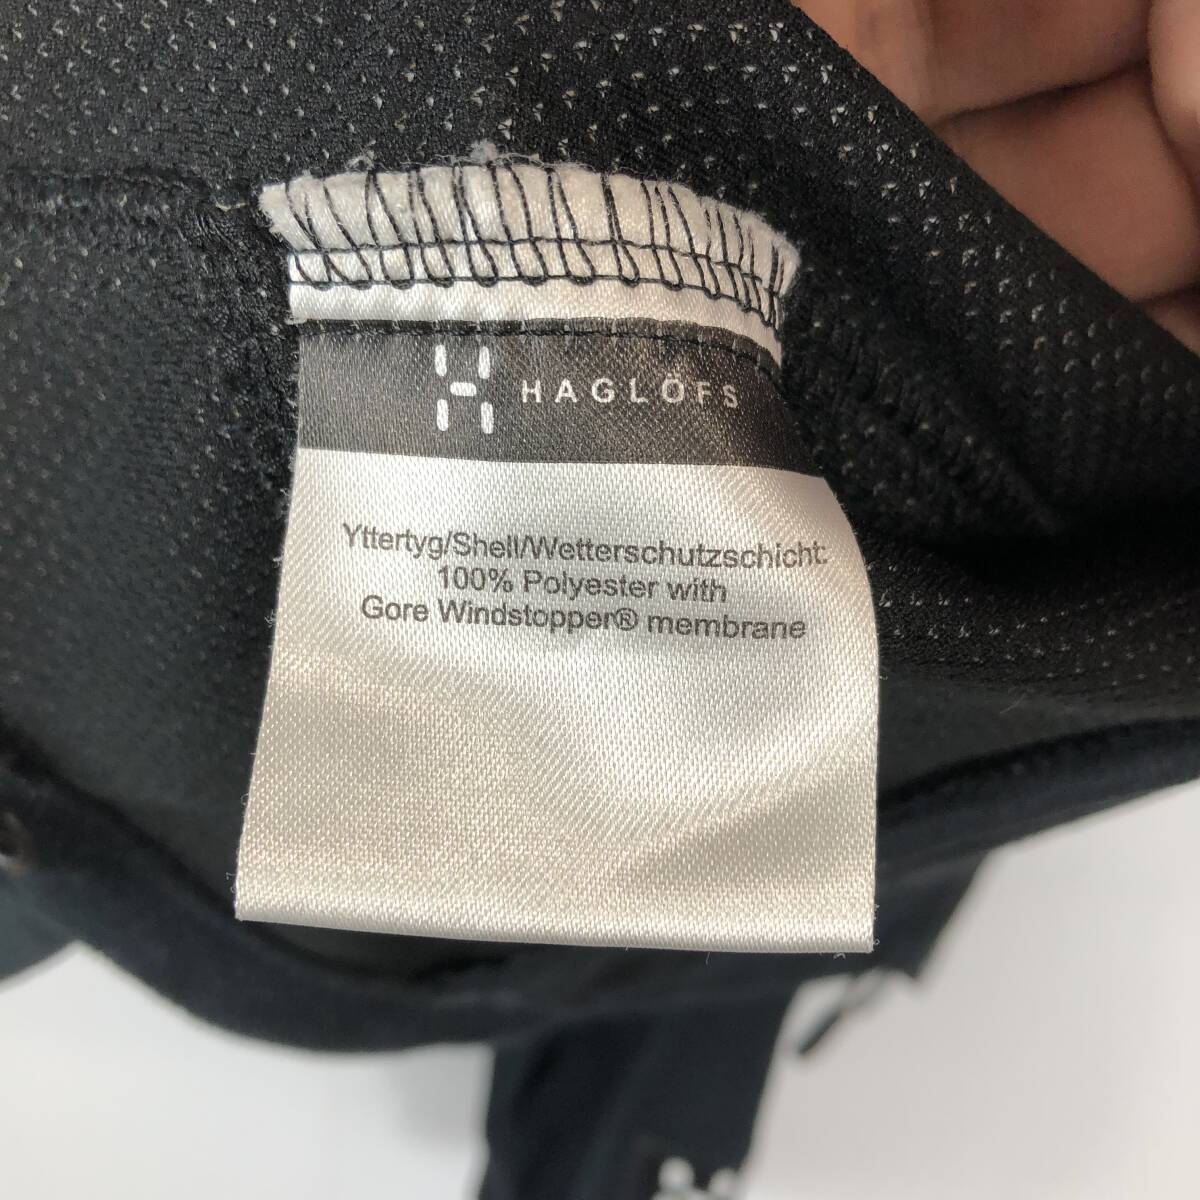 HAGLÖFS
Yttertyg/Shell/Wetterschutzschicht:
100% Polyester with
Gore Windstopper® membrane